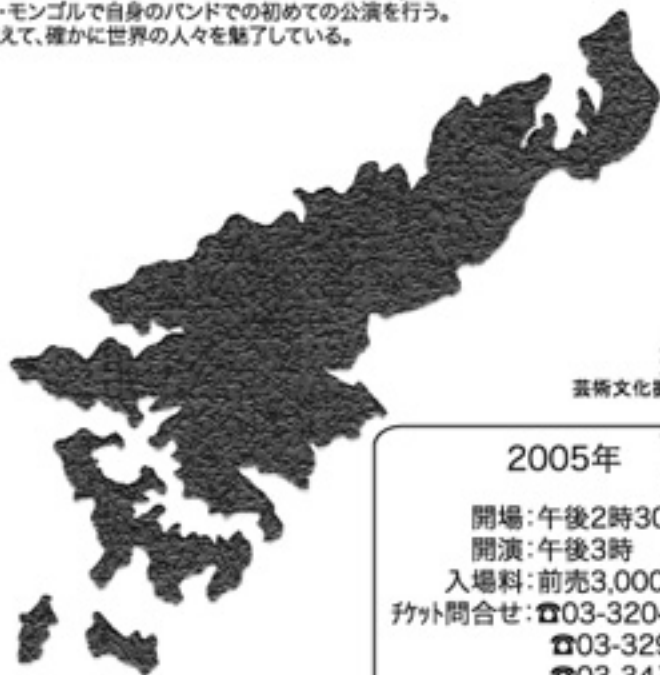 ・モンゴルで自身のバンドでの初めての公演を行う。
えて、確かに世界の人々を魅了している。
芸術文化振
2005年
開場：午後2時30
開演：午後3時
入場料：前売3,000
ﾁｹｯﾄ問合せ：☎03-320
☎03-329
☎03-347